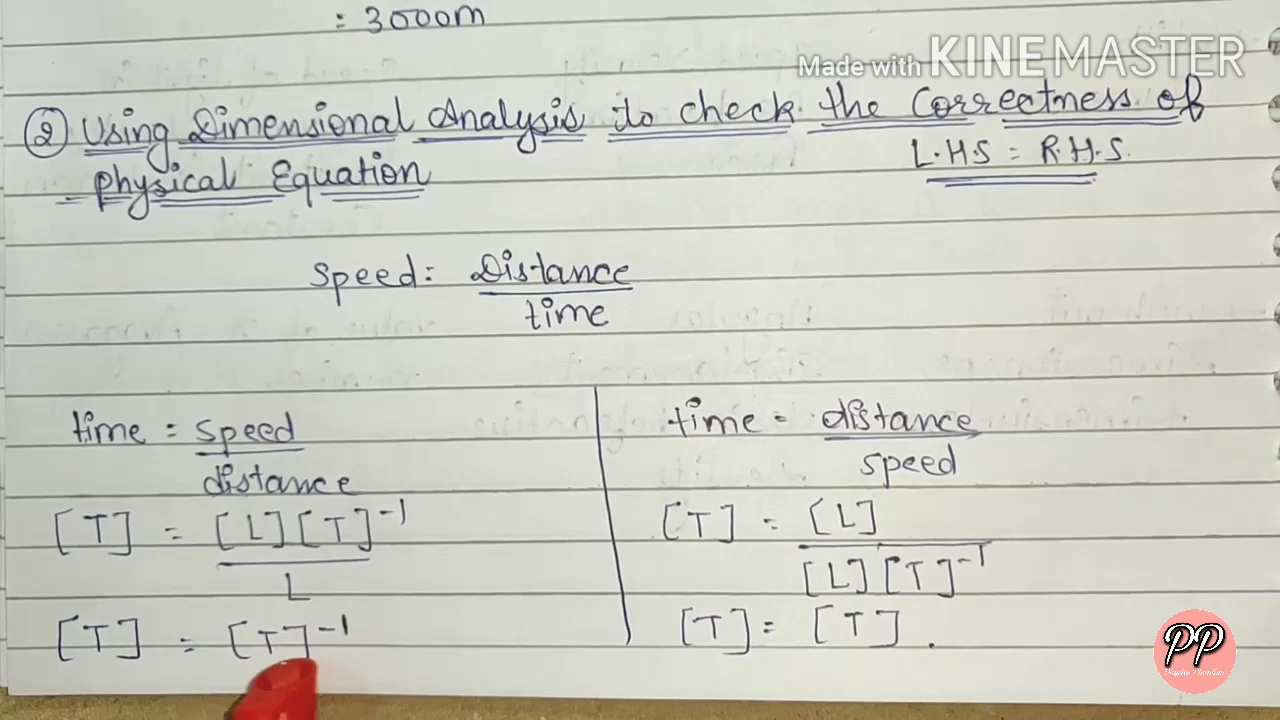 = 3000m
Made with KINEMASTER
② Using Dimensional Analysis to check the Correctness of
Physical Equation
L.H.S = R.H.S.
Speed = Distance
time
time = speed
distance
[T] = [L][T]⁻¹
L
[T] = [T]⁻¹
time = distance
speed
[T] = [L]
[L][T]⁻¹
[T] = [T].
PP